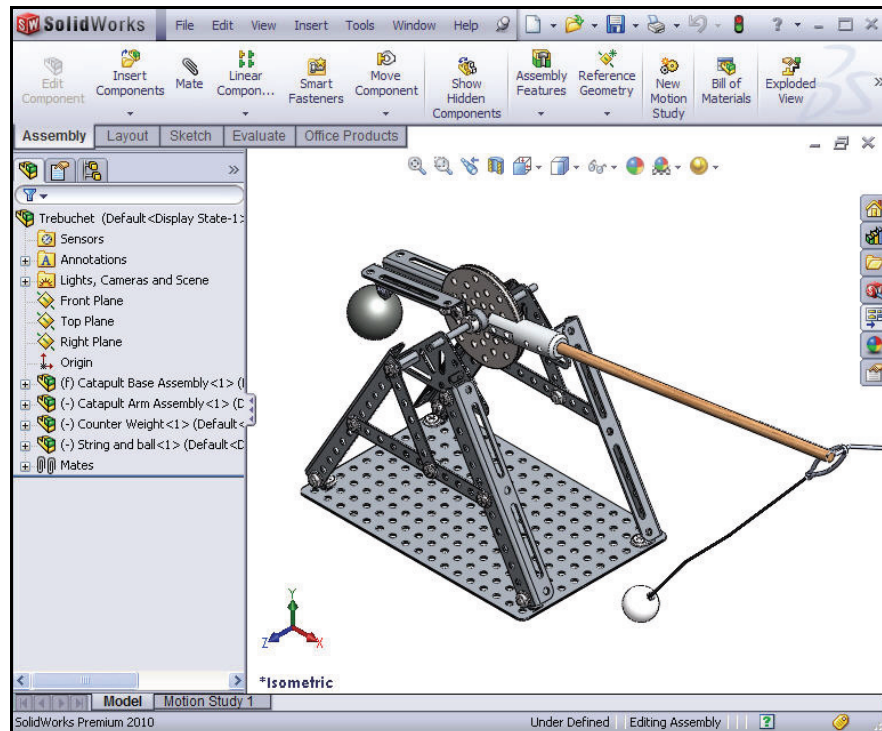 SolidWorks File Edit View Insert Tools Window Help ?
Edit Component
Insert Components
Mate
Linear Compon...
Smart Fasteners
Move Component
Show Hidden Components
Assembly Features
Reference Geometry
New Motion Study
Bill of Materials
Exploded View
Assembly Layout Sketch Evaluate Office Products
Trebuchet (Default<Display State-1>
Sensors
Annotations
Lights, Cameras and Scene
Front Plane
Top Plane
Right Plane
Origin
(f) Catapult Base Assembly<1> (
(-) Catapult Arm Assembly<1> (D
(-) Counter Weight<1> (Default<
(-) String and ball<1> (Default<D
Mates
Y
Z X
*Isometric
Model Motion Study 1
SolidWorks Premium 2010 Under Defined Editing Assembly ?